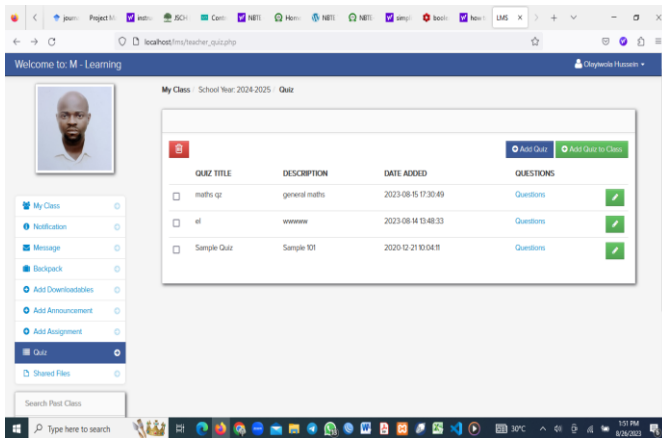 Project M
instru
JSCH
Cont
NBTE
Home
NBTE
NBTE
simpl
how t
LMS
localhost/lms/teacher_quiz.php
Welcome to: M - Learning
Olayiwola Hussein
My Class / School Year: 2024-2025 / Quiz
Add Quiz
Add Quiz to Class
QUIZ TITLE DESCRIPTION DATE ADDED QUESTIONS
maths qz general maths 2023-08-15 17:30:49 Questions
el wwwww 2023-08-14 13:48:33 Questions
Sample Quiz Sample 101 2020-12-21 10:04:11 Questions
My Class
Notification
Message
Backpack
Add Downloadables
Add Announcement
Add Assignment
Quiz
Shared Files
Search Past Class
Type here to search
30°C
1:51 PM
8/26/2023